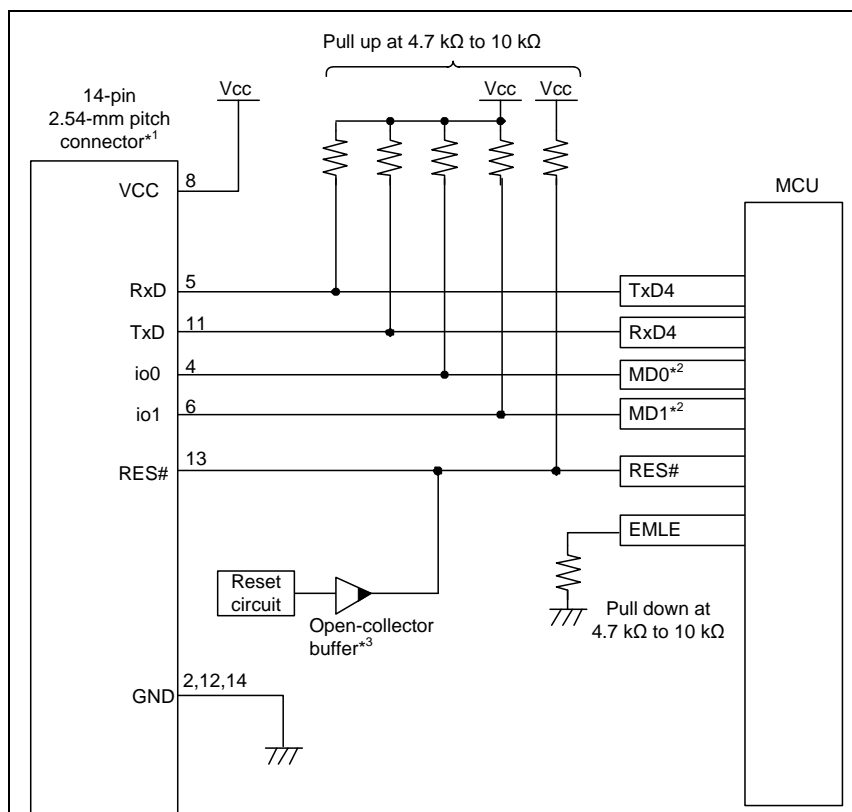 Pull up at 4.7 kΩ to 10 kΩ
14-pin
2.54-mm pitch
connector*1
Vcc
Vcc
Vcc
MCU
VCC
8
RxD
5
TxD4
TxD
11
RxD4
io0
4
MD0*2
io1
6
MD1*2
RES#
13
RES#
EMLE
Reset
circuit
Open-collector
buffer*3
Pull down at
4.7 kΩ to 10 kΩ
GND
2,12,14